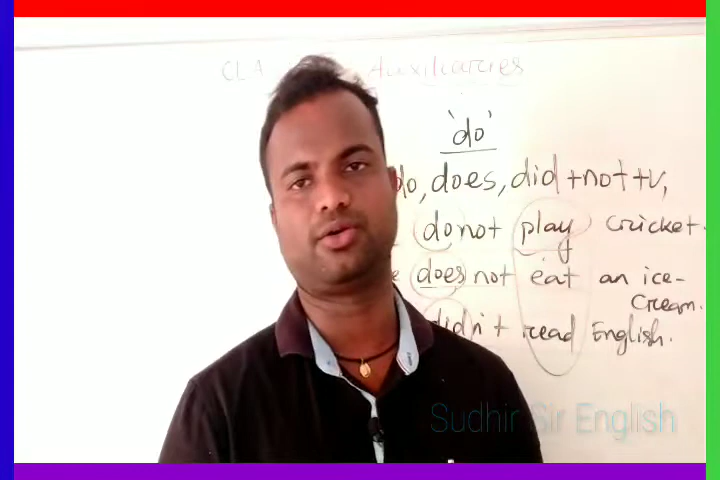 CLA Auxiliaries
'do'
do, does, did + not + V,
do not play cricket.
does not eat an ice-
cream.
didn't read English.
Sudhir Sir English